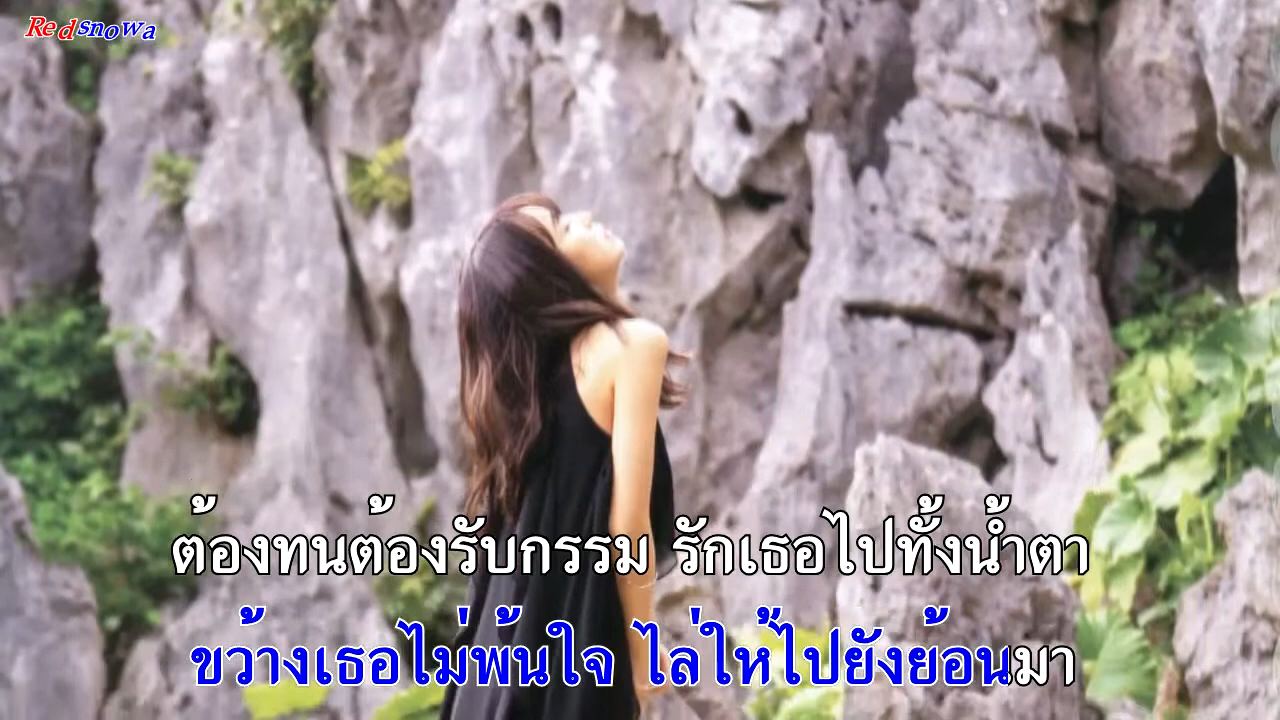 Redsnowa
ต้องทนต้องรับกรรม รักเธอไปทั้งน้ำตา
ขว้างเธอไม่พ้นใจ ไล่ให้ไปยังย้อนมา